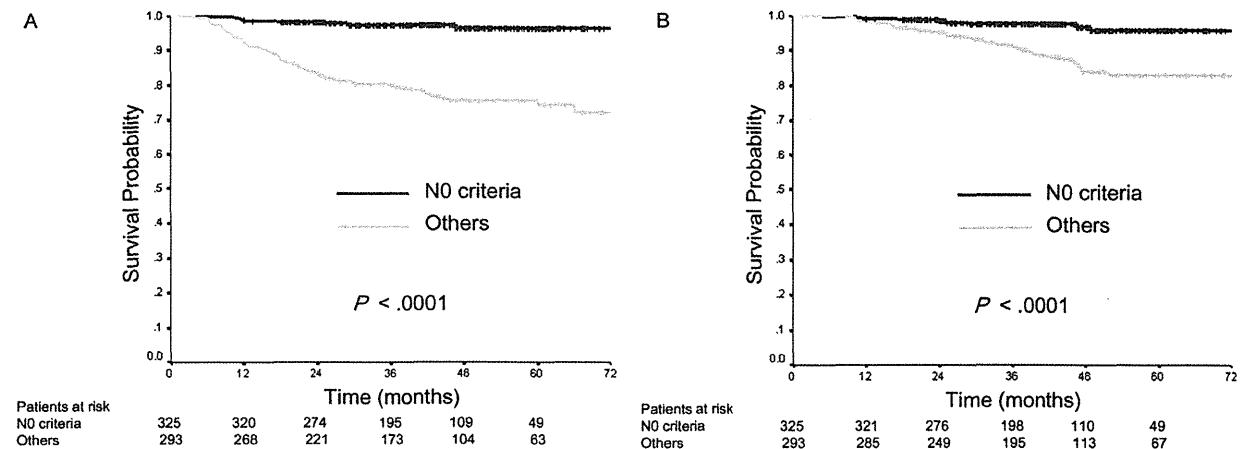 A
Survival Probability
1.0
.9
.8
.7
.6
.5
.4
.3
.2
.1
0.0
N0 criteria
Others
P < .0001
0 12 24 36 48 60 72
Time (months)
Patients at risk
N0 criteria 325 320 274 195 109 49
Others 293 268 221 173 104 63
B
Survival Probability
1.0
.9
.8
.7
.6
.5
.4
.3
.2
.1
0.0
N0 criteria
Others
P < .0001
0 12 24 36 48 60 72
Time (months)
Patients at risk
N0 criteria 325 321 276 198 110 49
Others 293 285 249 195 113 67